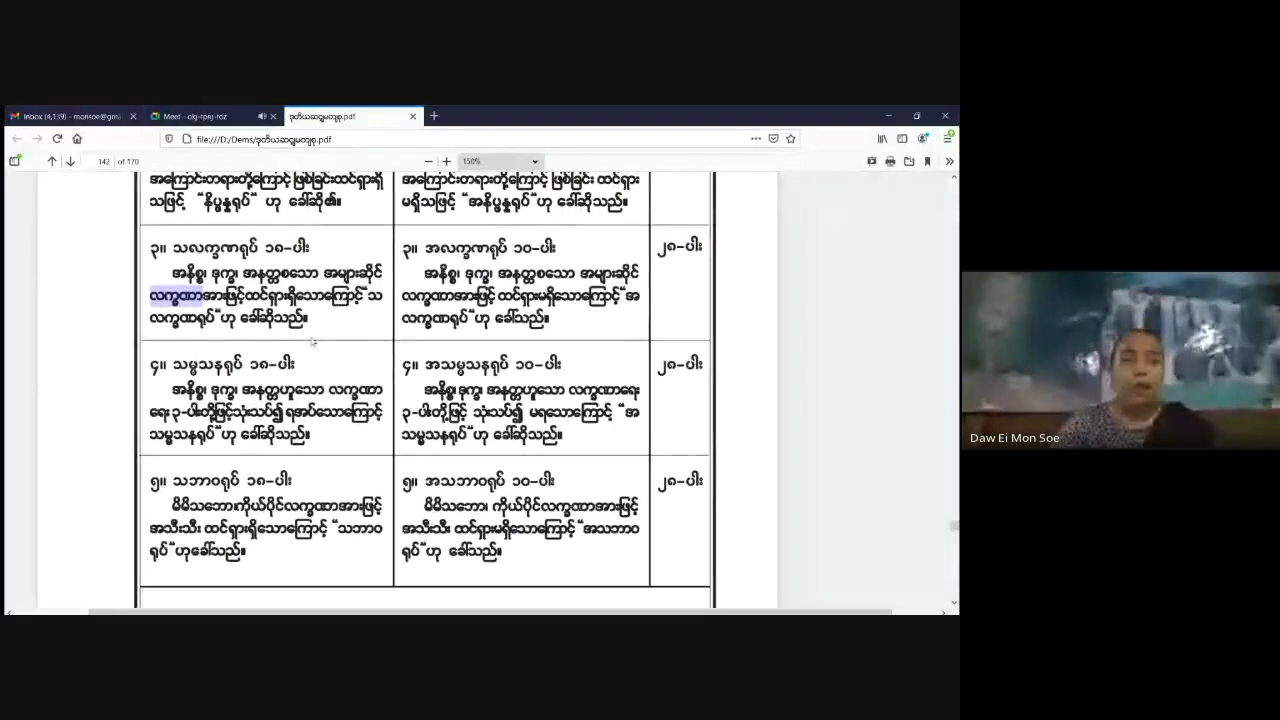 Inbox (4,139) - monsoe@gma
Meet - okj-rprj-roz
ဒုတိယဆင့်မဟာဗျူဟာ.pdf
file:///D:/Dems/
142 of 170
150%
အကြောင်းတရားတို့ကြောင့် ဖြစ်ခြင်းထင်ရှားရှိ
သဖြင့် “နိပ္ဖန္နရုပ်“ ဟု ခေါ်ဆို၏။
အကြောင်းတရားတို့ကြောင့် ဖြစ်ခြင်း ထင်ရှား
မရှိသဖြင့် “အနိပ္ဖန္နရုပ်“ဟု ခေါ်ဆိုသည်။
၃။ သလက္ခဏရုပ် ၁၈-ပါး
အနိစ္စ၊ ဒုက္ခ၊ အနတ္တစသော အများဆိုင်
လက္ခဏာအားဖြင့်ထင်ရှားရှိသောကြောင့်“သ
လက္ခဏရုပ်“ဟု ခေါ်ဆိုသည်။
၃။ အလက္ခဏရုပ် ၁၀-ပါး
အနိစ္စ၊ ဒုက္ခ၊ အနတ္တစသော အများဆိုင်
လက္ခဏာအားဖြင့် ထင်ရှားမရှိသောကြောင့်“အ
လက္ခဏရုပ်“ဟု ခေါ်သည်။
၂၈-ပါး
၄။ သမ္မသနရုပ် ၁၈-ပါး
အနိစ္စ၊ ဒုက္ခ၊ အနတ္တဟူသော လက္ခဏာ
ရေး ၃-ပါးတို့ဖြင့်သုံးသပ်၍ ရအပ်သောကြောင့်
သမ္မသနရုပ်“ဟု ခေါ်ဆိုသည်။
၄။ အသမ္မသနရုပ် ၁၀-ပါး
အနိစ္စ၊ ဒုက္ခ၊ အနတ္တဟူသော လက္ခဏာရေး
၃-ပါးတို့ဖြင့် သုံးသပ်၍ မရသောကြောင့် “အ
သမ္မသနရုပ်“ဟု ခေါ်ဆိုသည်။
၂၈-ပါး
၅။ သဘာဝရုပ် ၁၈-ပါး
မိမိသဘော၊ကိုယ်ပိုင်လက္ခဏာအားဖြင့်
အသီးသီး ထင်ရှားရှိသောကြောင့် “သဘာဝ
ရုပ်“ဟုခေါ်သည်။
၅။ အသဘာဝရုပ် ၁၀-ပါး
မိမိသဘော၊ ကိုယ်ပိုင်လက္ခဏာအားဖြင့်
အသီးသီး ထင်ရှားမရှိသောကြောင့် “အသဘာဝ
ရုပ်“ဟု ခေါ်သည်။
၂၈-ပါး
Daw Ei Mon Soe